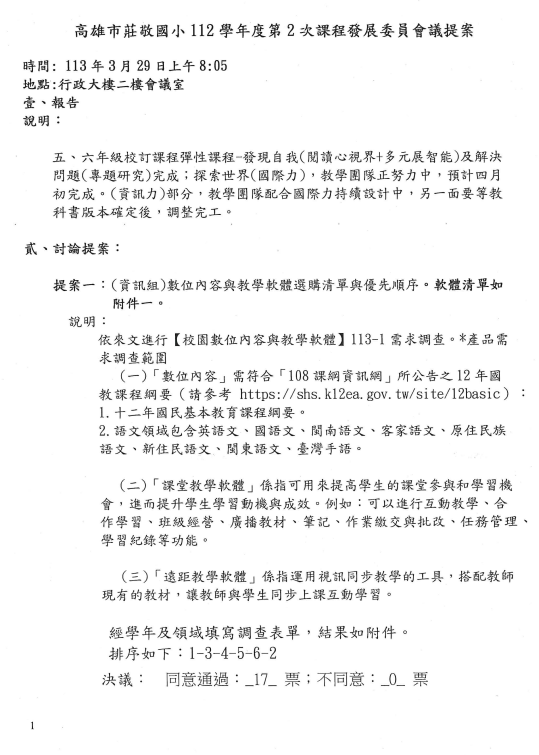 高雄市莊敬國小112學年度第2次課程發展委員會議提案
時間: 113年3月29日上午8:05
地點:行政大樓二樓會議室
壹、報告
說明：
五、六年級校訂課程彈性課程-發現自我(閱讀心視界+多元展智能)及解決
問題(專題研究)完成；探索世界(國際力)，教學團隊正努力中，預計四月
初完成。(資訊力)部分，教學團隊配合國際力持續設計中，另一面要等教
科書版本確定後，調整完工。
貳、討論提案：
提案一：(資訊組)數位內容與教學軟體選購清單與優先順序。軟體清單如
附件一。
說明：
依來文進行【校園數位內容與教學軟體】113-1需求調查。*產品需
求調查範圍
(一)「數位內容」需符合「108課綱資訊網」所公告之12年國
教課程綱要（請參考 https://shs.k12ea.gov.tw/site/12basic）：
1.十二年國民基本教育課程綱要。
2.語文領域包含英語文、國語文、閩南語文、客家語文、原住民族
語文、新住民語文、閩東語文、臺灣手語。
(二)「課堂教學軟體」係指可用來提高學生的課堂參與和學習機
會，進而提升學生學習動機與成效。例如：可以進行互動教學、合
作學習、班級經營、廣播教材、筆記、作業繳交與批改、任務管理、
學習紀錄等功能。
(三)「遠距教學軟體」係指運用視訊同步教學的工具，搭配教師
現有的教材，讓教師與學生同步上課互動學習。
經學年及領域填寫調查表單，結果如附件。
排序如下：1-3-4-5-6-2
決議： 同意通過：_17_ 票；不同意：_0_ 票
1